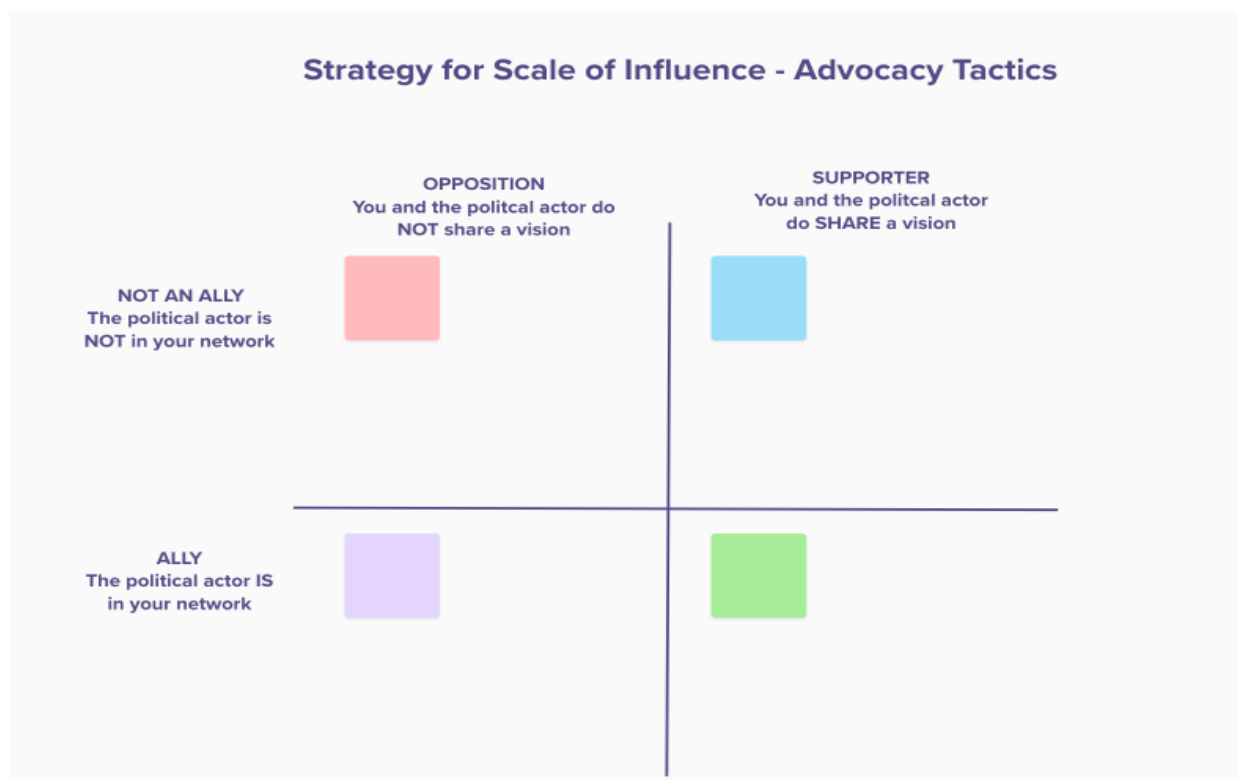 Strategy for Scale of Influence - Advocacy Tactics
OPPOSITION
You and the politcal actor do
NOT share a vision
SUPPORTER
You and the politcal actor
do SHARE a vision
NOT AN ALLY
The political actor is
NOT in your network
ALLY
The political actor IS
in your network